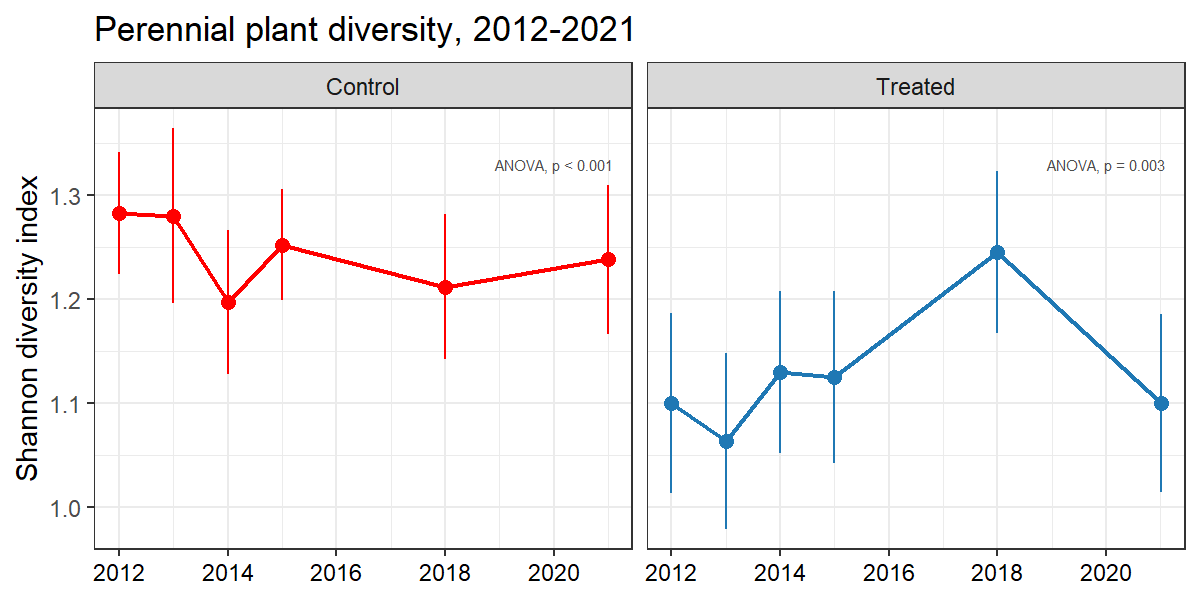 Perennial plant diversity, 2012-2021
Control
Treated
ANOVA, p < 0.001
ANOVA, p = 0.003
Shannon diversity index
1.3
1.2
1.1
1.0
2012 2014 2016 2018 2020
2012 2014 2016 2018 2020